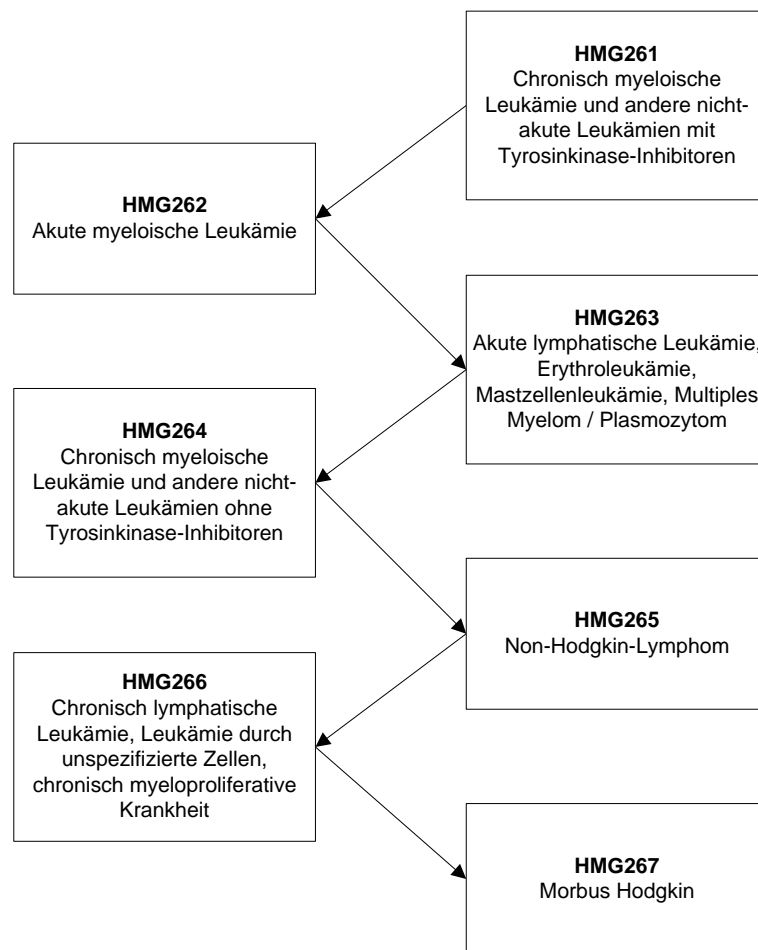 HMG261
Chronisch myeloische
Leukämie und andere nicht-
akute Leukämien mit
Tyrosinkinase-Inhibitoren
HMG262
Akute myeloische Leukämie
HMG263
Akute lymphatische Leukämie,
Erythroleukämie,
Mastzellenleukämie, Multiples
Myelom / Plasmozytom
HMG264
Chronisch myeloische
Leukämie und andere nicht-
akute Leukämien ohne
Tyrosinkinase-Inhibitoren
HMG265
Non-Hodgkin-Lymphom
HMG266
Chronisch lymphatische
Leukämie, Leukämie durch
unspezifizierte Zellen,
chronisch myeloproliferative
Krankheit
HMG267
Morbus Hodgkin